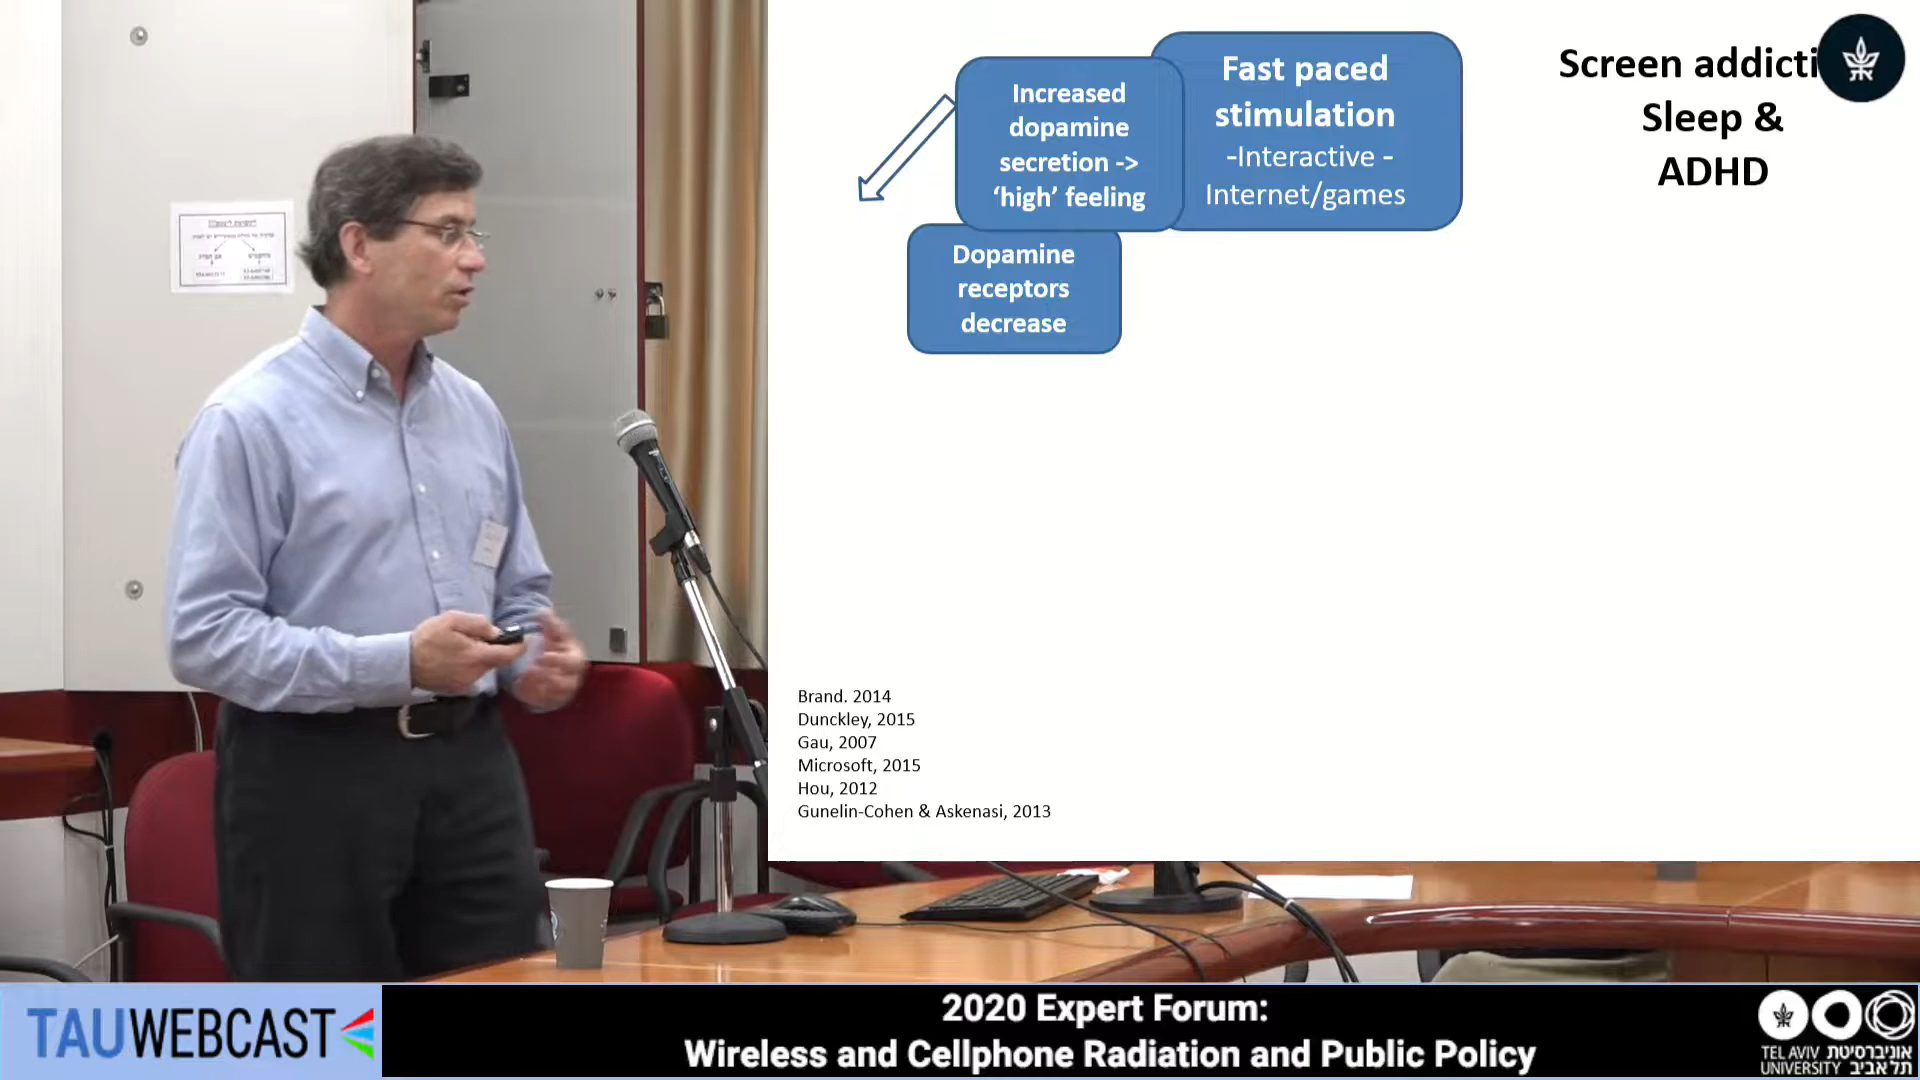 Fast paced
stimulation
-Interactive -
Internet/games
Increased
dopamine
secretion ->
‘high’ feeling
Dopamine
receptors
decrease
Screen addicti
Sleep &
ADHD
Brand. 2014
Dunckley, 2015
Gau, 2007
Microsoft, 2015
Hou, 2012
Gunelin-Cohen & Askenasi, 2013
TAUWEBCAST
2020 Expert Forum:
Wireless and Cellphone Radiation and Public Policy
TEL AVIV אוניברסיטת
UNIVERSITY תל אביב